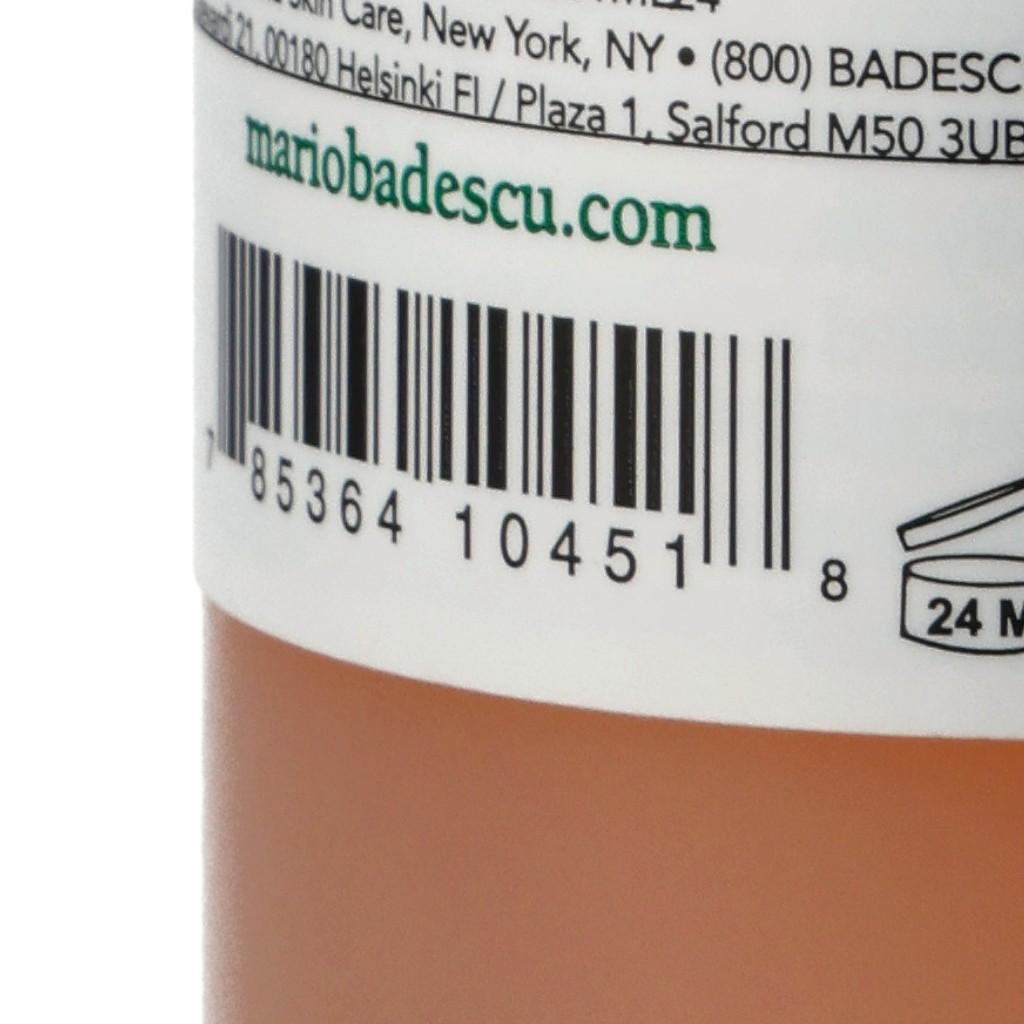 Skin Care, New York, NY • (800) BADESC
21, 00180 Helsinki FI / Plaza 1, Salford M50 3UB
mariobadescu.com
7 85364 10451 8
24 M